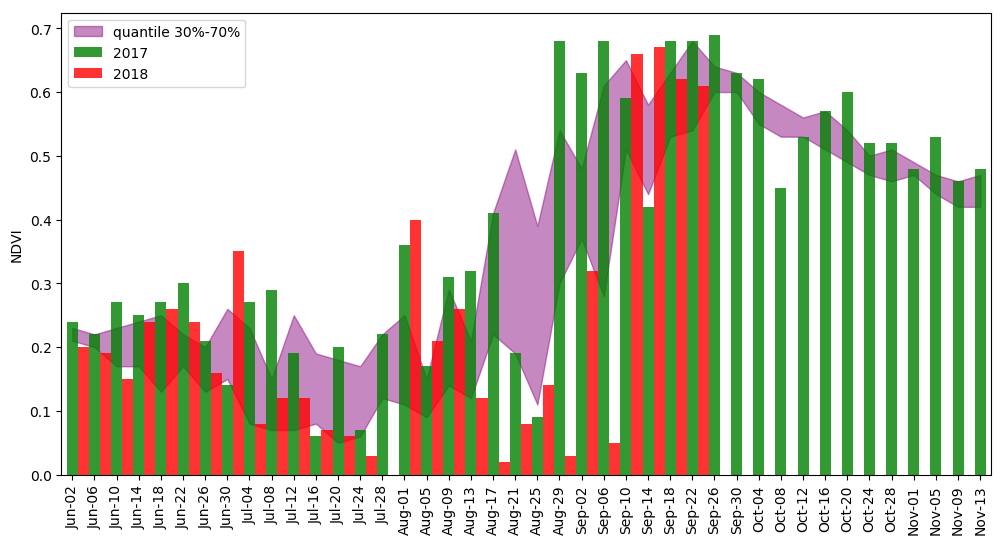 quantile 30%-70%
2017
2018
NDVI
0.7
0.6
0.5
0.4
0.3
0.2
0.1
0.0
Jun-02
Jun-06
Jun-10
Jun-14
Jun-18
Jun-22
Jun-26
Jun-30
Jul-04
Jul-08
Jul-12
Jul-16
Jul-20
Jul-24
Jul-28
Aug-01
Aug-05
Aug-09
Aug-13
Aug-17
Aug-21
Aug-25
Aug-29
Sep-02
Sep-06
Sep-10
Sep-14
Sep-18
Sep-22
Sep-26
Sep-30
Oct-04
Oct-08
Oct-12
Oct-16
Oct-20
Oct-24
Oct-28
Nov-01
Nov-05
Nov-09
Nov-13